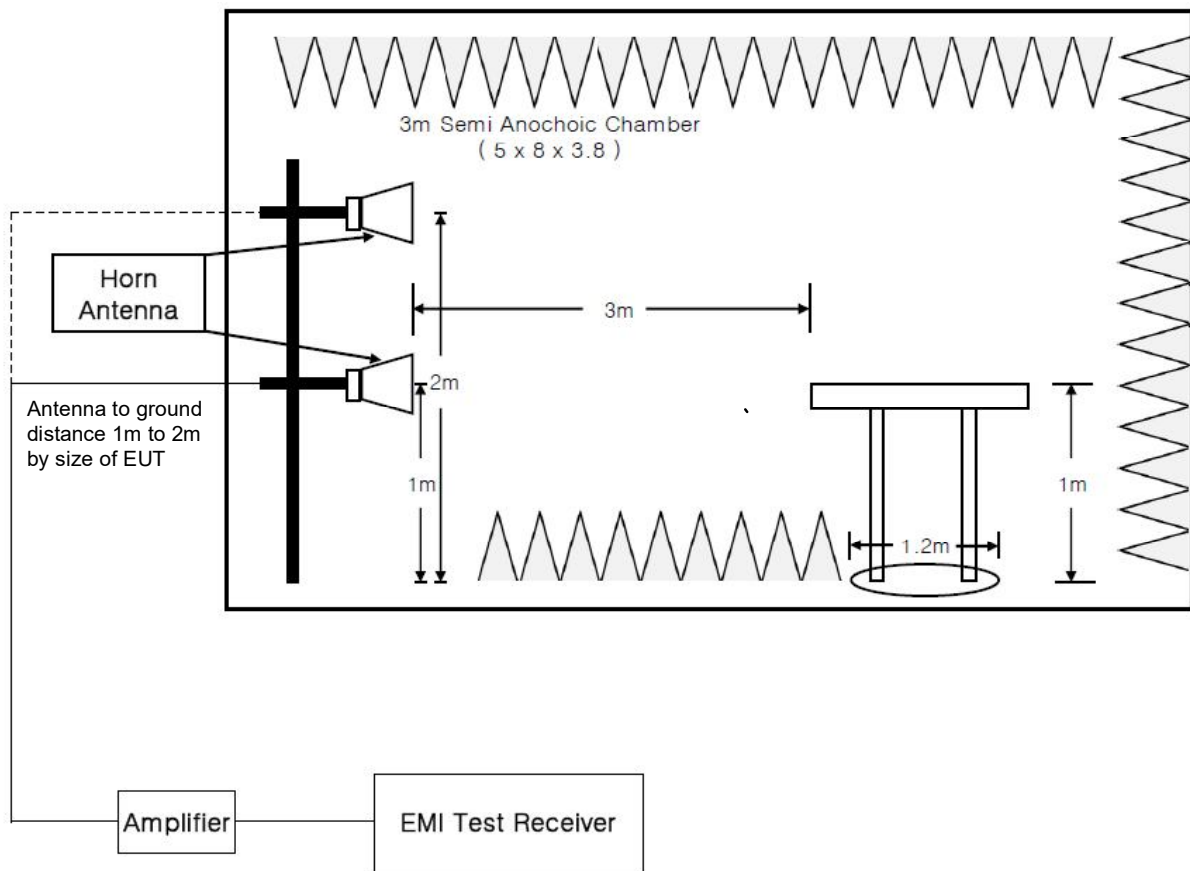 3m Semi Anochoic Chamber
( 5 x 8 x 3.8 )
Horn
Antenna
3m
2m
Antenna to ground
distance 1m to 2m
by size of EUT
1m
1m
1.2m
Amplifier
EMI Test Receiver